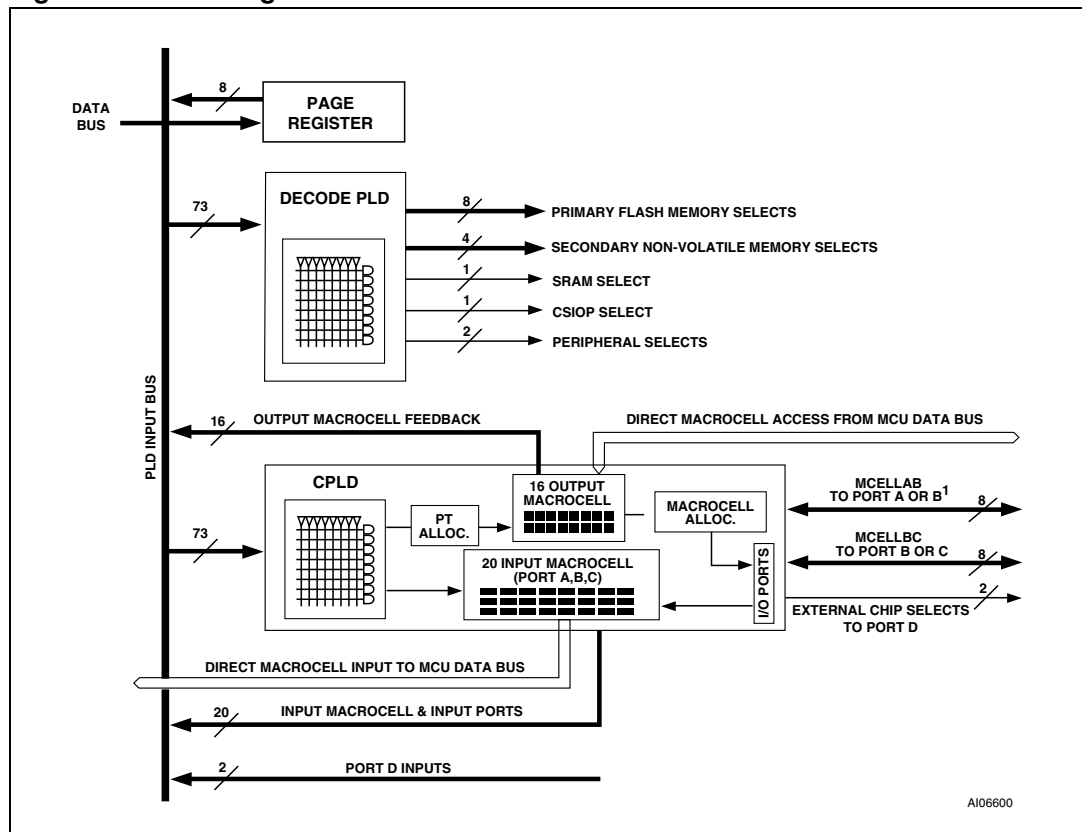 8
DATA
BUS
PAGE
REGISTER
73
DECODE PLD
8
PRIMARY FLASH MEMORY SELECTS
4
SECONDARY NON-VOLATILE MEMORY SELECTS
1
SRAM SELECT
1
CSIOP SELECT
2
PERIPHERAL SELECTS
PLD INPUT BUS
16
OUTPUT MACROCELL FEEDBACK
DIRECT MACROCELL ACCESS FROM MCU DATA BUS
73
CPLD
PT
ALLOC.
16 OUTPUT
MACROCELL
MACROCELL
ALLOC.
20 INPUT MACROCELL
(PORT A,B,C)
I/O PORTS
MCELLAB
TO PORT A OR B1
8
MCELLBC
TO PORT B OR C
8
2
EXTERNAL CHIP SELECTS
TO PORT D
DIRECT MACROCELL INPUT TO MCU DATA BUS
20
INPUT MACROCELL & INPUT PORTS
2
PORT D INPUTS
AI06600